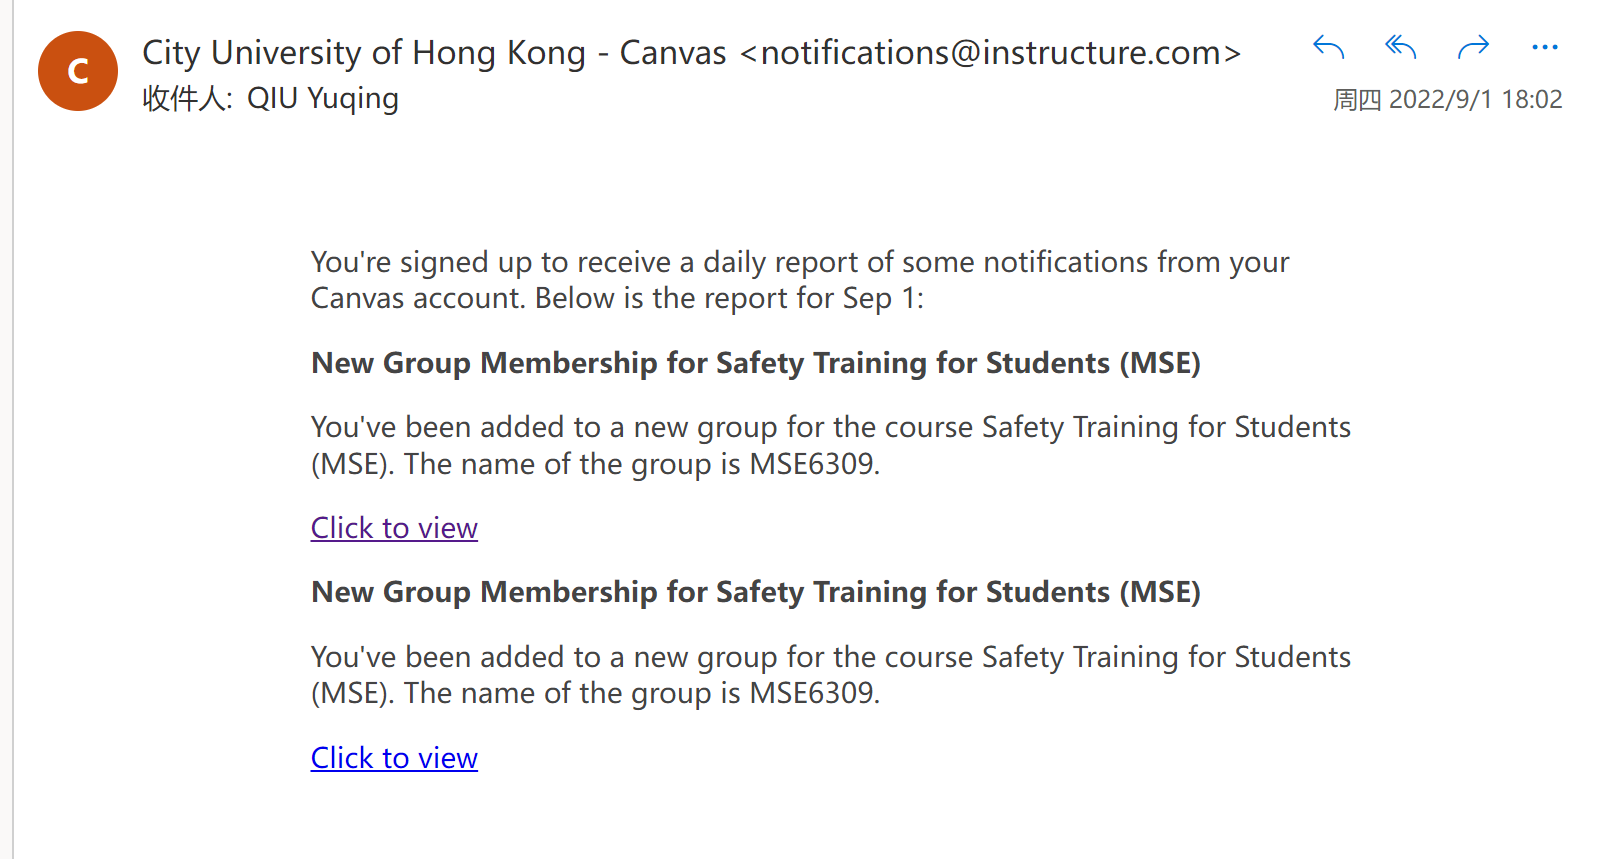 C
City University of Hong Kong - Canvas <notifications@instructure.com>
收件人: QIU Yuqing
周四 2022/9/1 18:02
You're signed up to receive a daily report of some notifications from your
Canvas account. Below is the report for Sep 1:
New Group Membership for Safety Training for Students (MSE)
You've been added to a new group for the course Safety Training for Students
(MSE). The name of the group is MSE6309.
Click to view
New Group Membership for Safety Training for Students (MSE)
You've been added to a new group for the course Safety Training for Students
(MSE). The name of the group is MSE6309.
Click to view